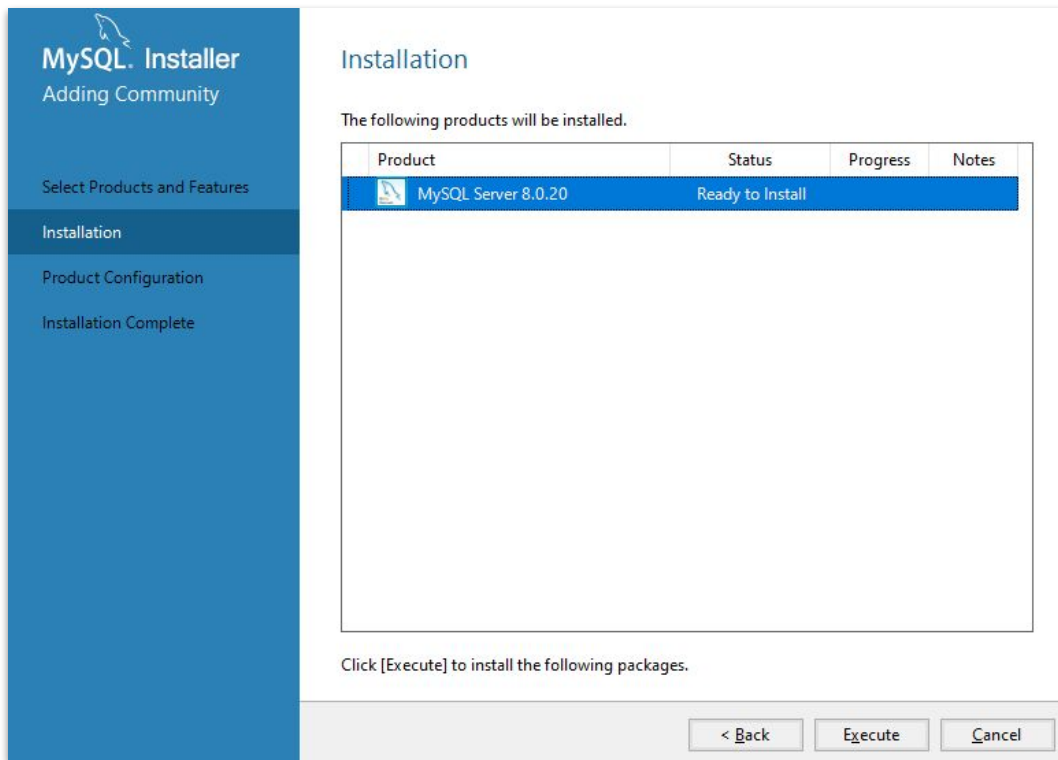 MySQL. Installer
Adding Community
Select Products and Features
Installation
Product Configuration
Installation Complete
Installation
The following products will be installed.
Product Status Progress Notes
MySQL Server 8.0.20 Ready to Install
Click [Execute] to install the following packages.
< Back Execute Cancel